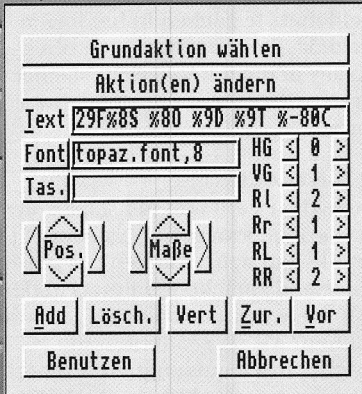 Grundaktion wählen
Aktion(en) ändern
Text 29F%8S %8O %9D %9T %-80C
Font topaz.font,8
Tas.
HG < 0 >
VG < 1 >
Rl < 2 >
Rr < 1 >
RL < 1 >
RR < 2 >
Pos. Maße
Add Lösch. Vert Zur. Vor
Benutzen Abbrechen